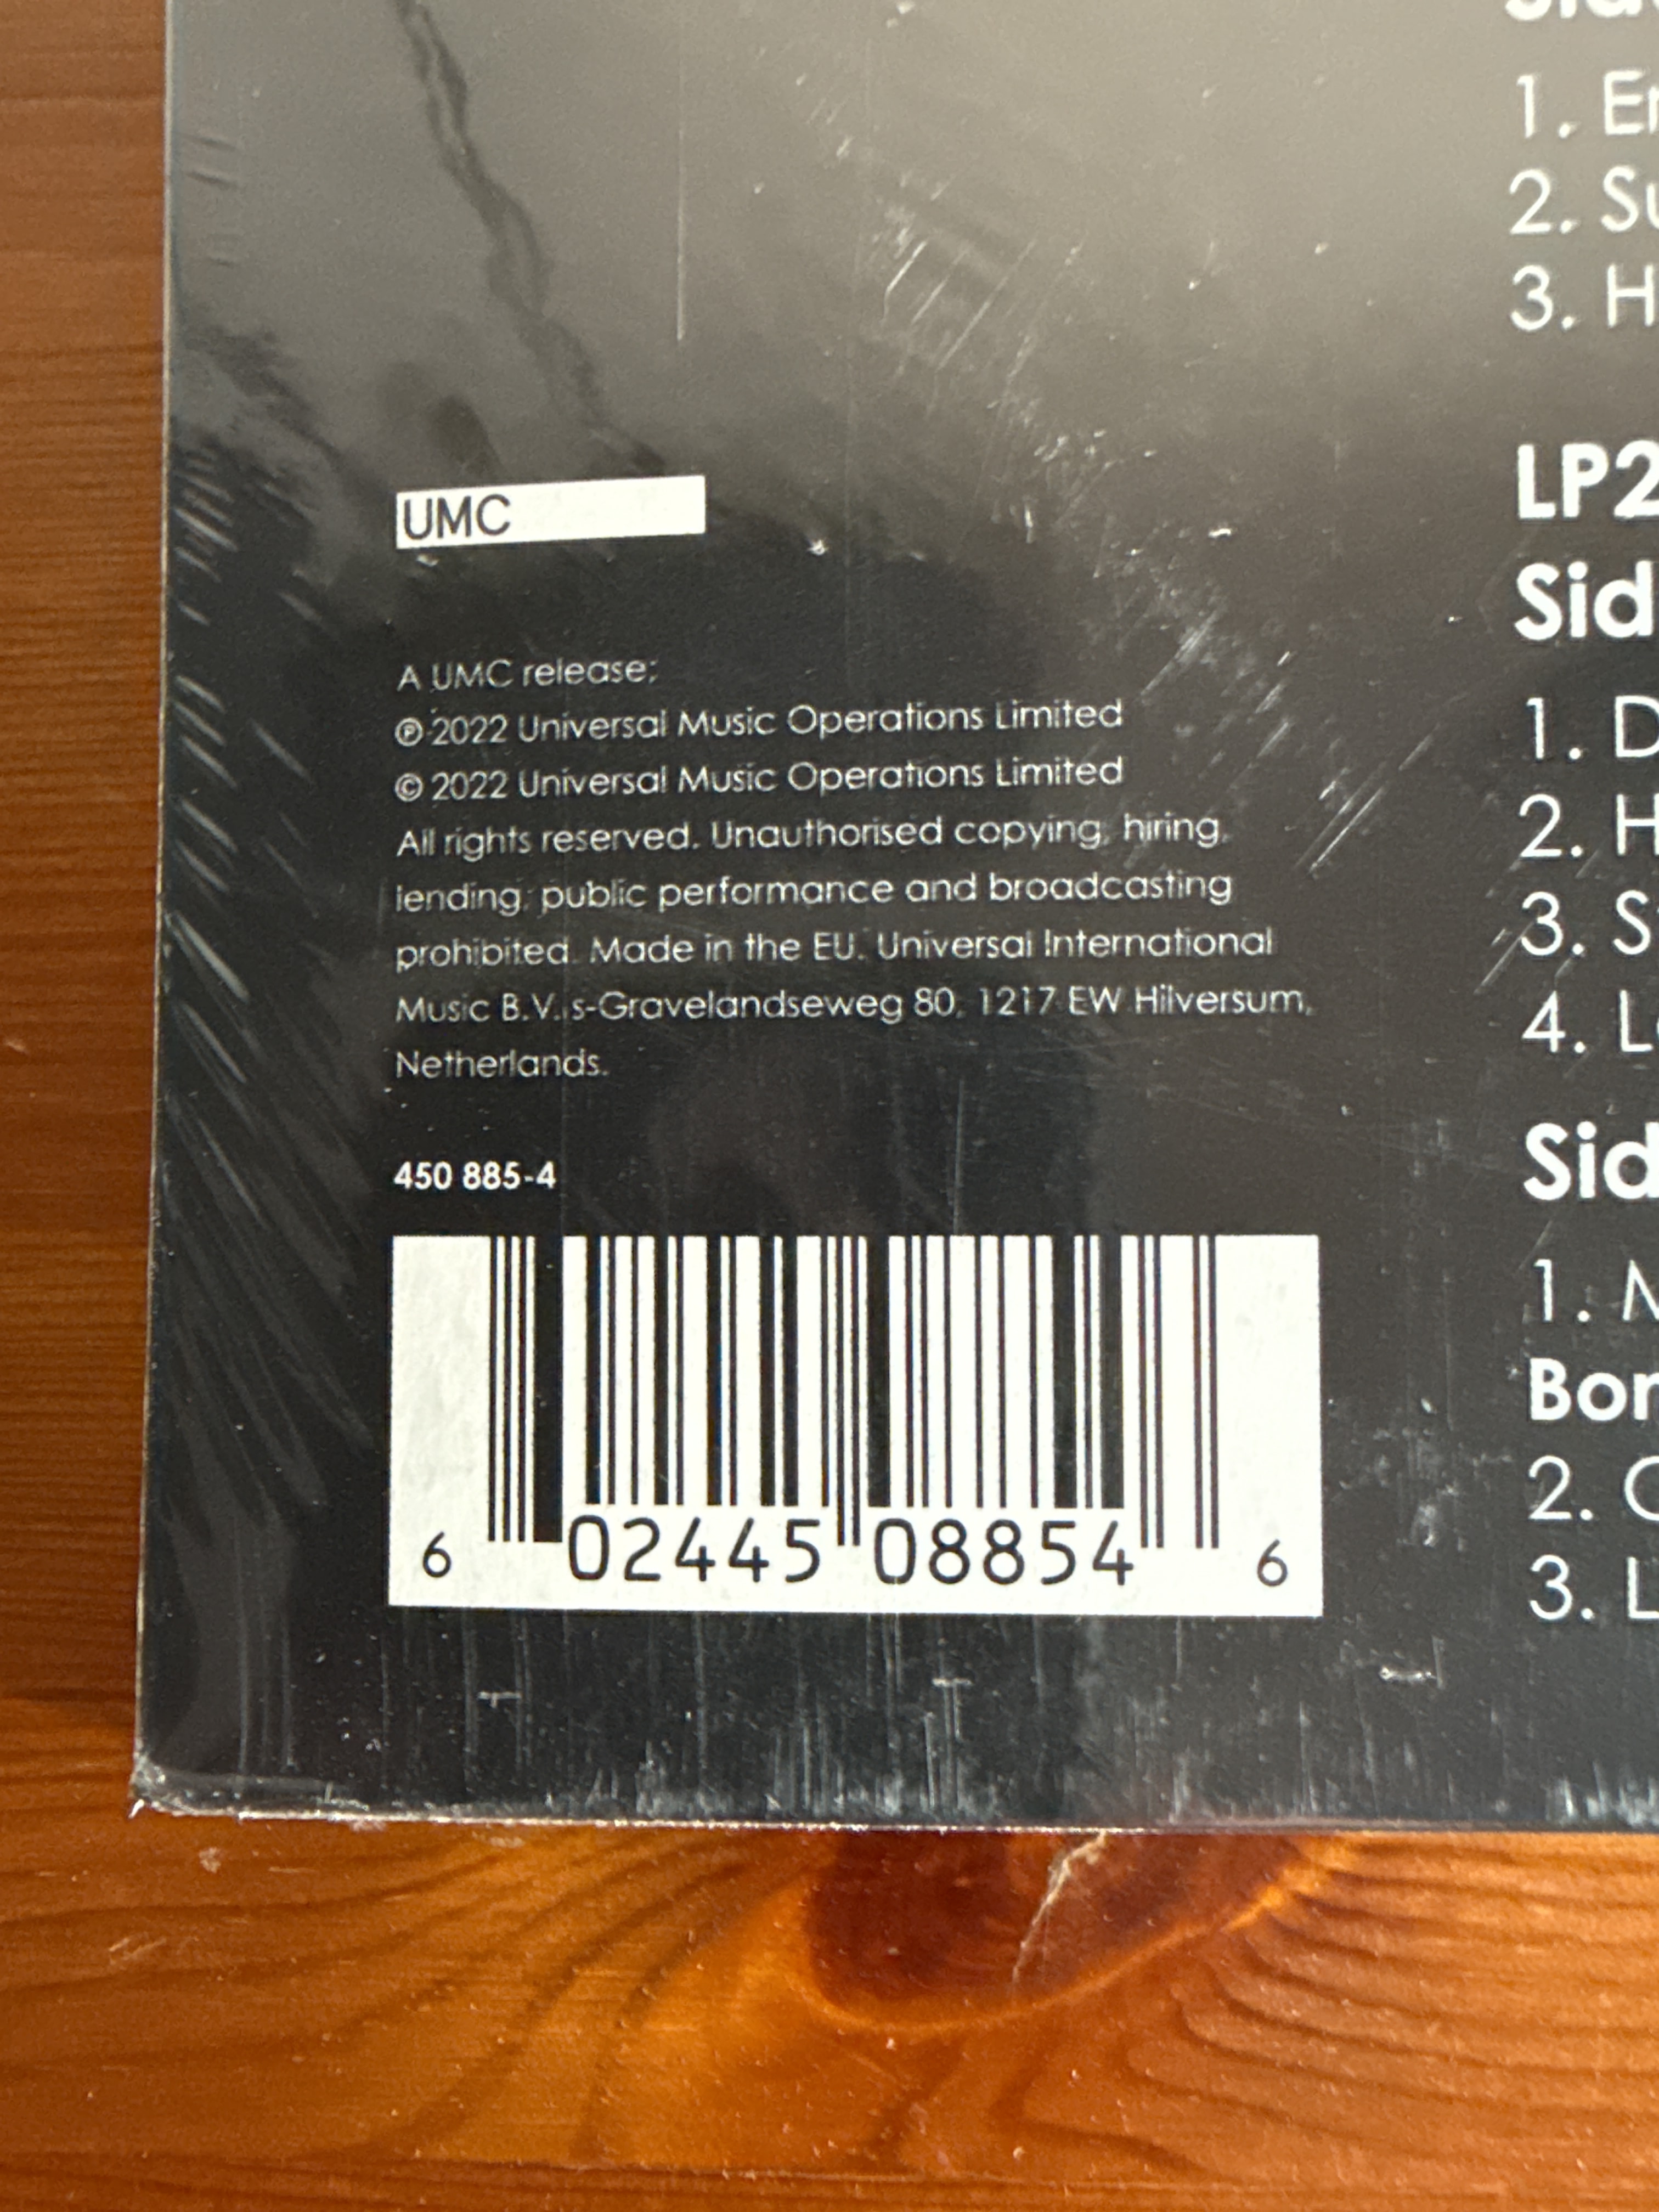 UMC
A UMC release;
℗ 2022 Universal Music Operations Limited
© 2022 Universal Music Operations Limited
All rights reserved. Unauthorised copying, hiring,
lending, public performance and broadcasting
prohibited. Made in the EU. Universal International
Music B.V. s-Gravelandseweg 80, 1217 EW Hilversum,
Netherlands.
450 885-4
6 02445 08854 6
1.
2.
3. H
LP2
Sid
1. D
2. H
3. S
4. L
Sid
1. M
Bon
2.
3. L